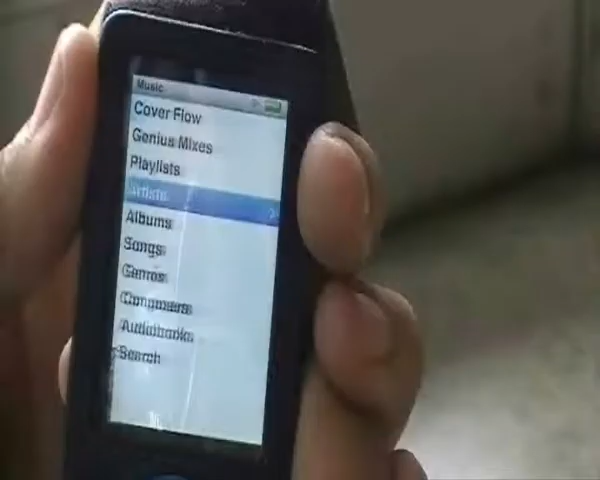 Music
Cover Flow
Genius Mixes
Playlists
Artists
Albums
Songs
Genres
Composers
Audiobooks
Search